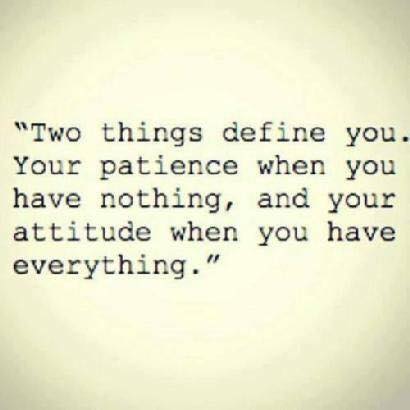 "Two things define you.
Your patience when you
have nothing, and your
attitude when you have
everything."